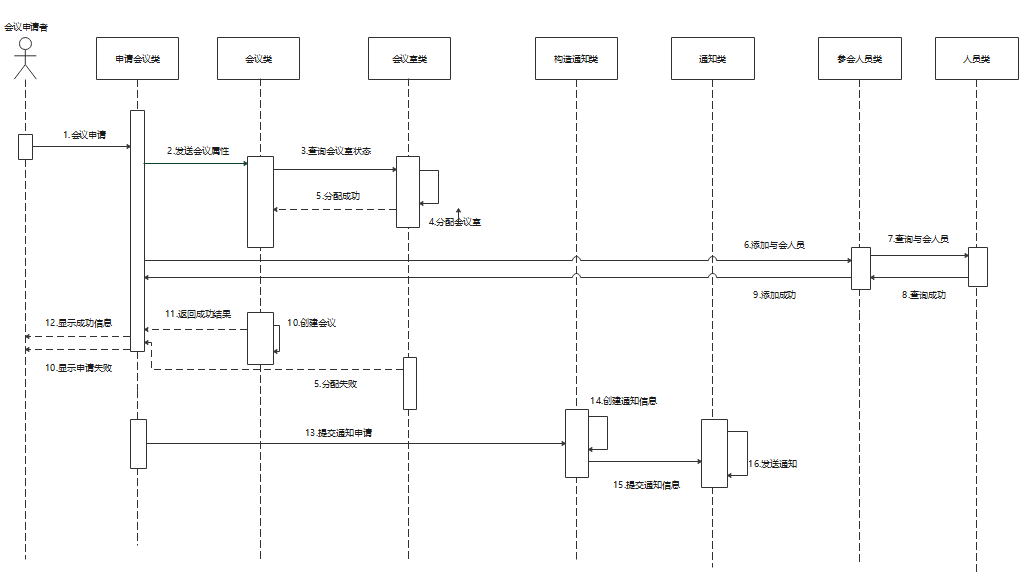 会议申请者
申请会议类
会议类
会议室类
构造通知类
通知类
参会人员类
人员类
1.会议申请
2.发送会议属性
3.查询会议室状态
5.分配成功
4.分配会议室
6.添加与会人员
7.查询与会人员
9.添加成功
8.查询成功
11.返回成功结果
10.创建会议
12.显示成功信息
10.显示申请失败
5.分配失败
14.创建通知信息
13.提交通知申请
16.发送通知
15.提交通知信息